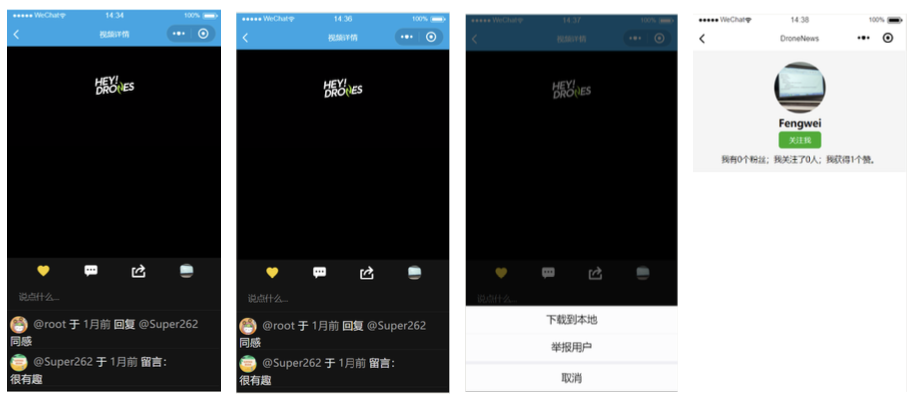 WeChat 14:34 100%
视频详情
HEY!
DRONES
说点什么...
@root 于 1月前 回复 @Super262
同感
@Super262 于 1月前 留言:
很有趣
WeChat 14:36 100%
视频详情
HEY!
DRONES
说点什么...
@root 于 1月前 回复 @Super262
同感
@Super262 于 1月前 留言:
很有趣
WeChat 14:37 100%
视频详情
HEY!
DRONES
说点什么...
下载到本地
举报用户
取消
WeChat 14:38 100%
DroneNews
Fengwei
关注我
我有0个粉丝；我关注了0人；我获得1个赞。